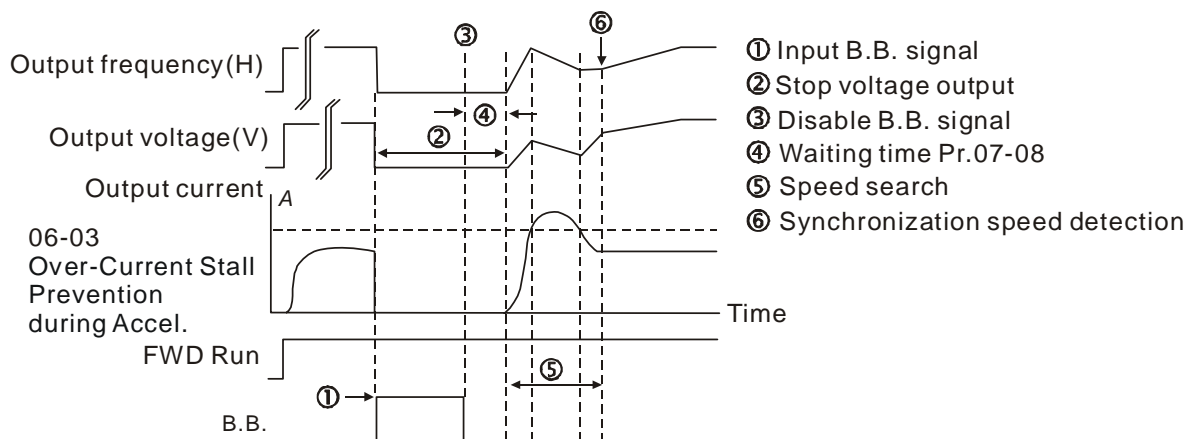 ⑥
③
Output frequency(H)
④
②
Output voltage(V)
Output current
A
06-03
Over-Current Stall
Prevention
during Accel.
Time
FWD Run
⑤
①
B.B.
① Input B.B. signal
② Stop voltage output
③ Disable B.B. signal
④ Waiting time Pr.07-08
⑤ Speed search
⑥ Synchronization speed detection